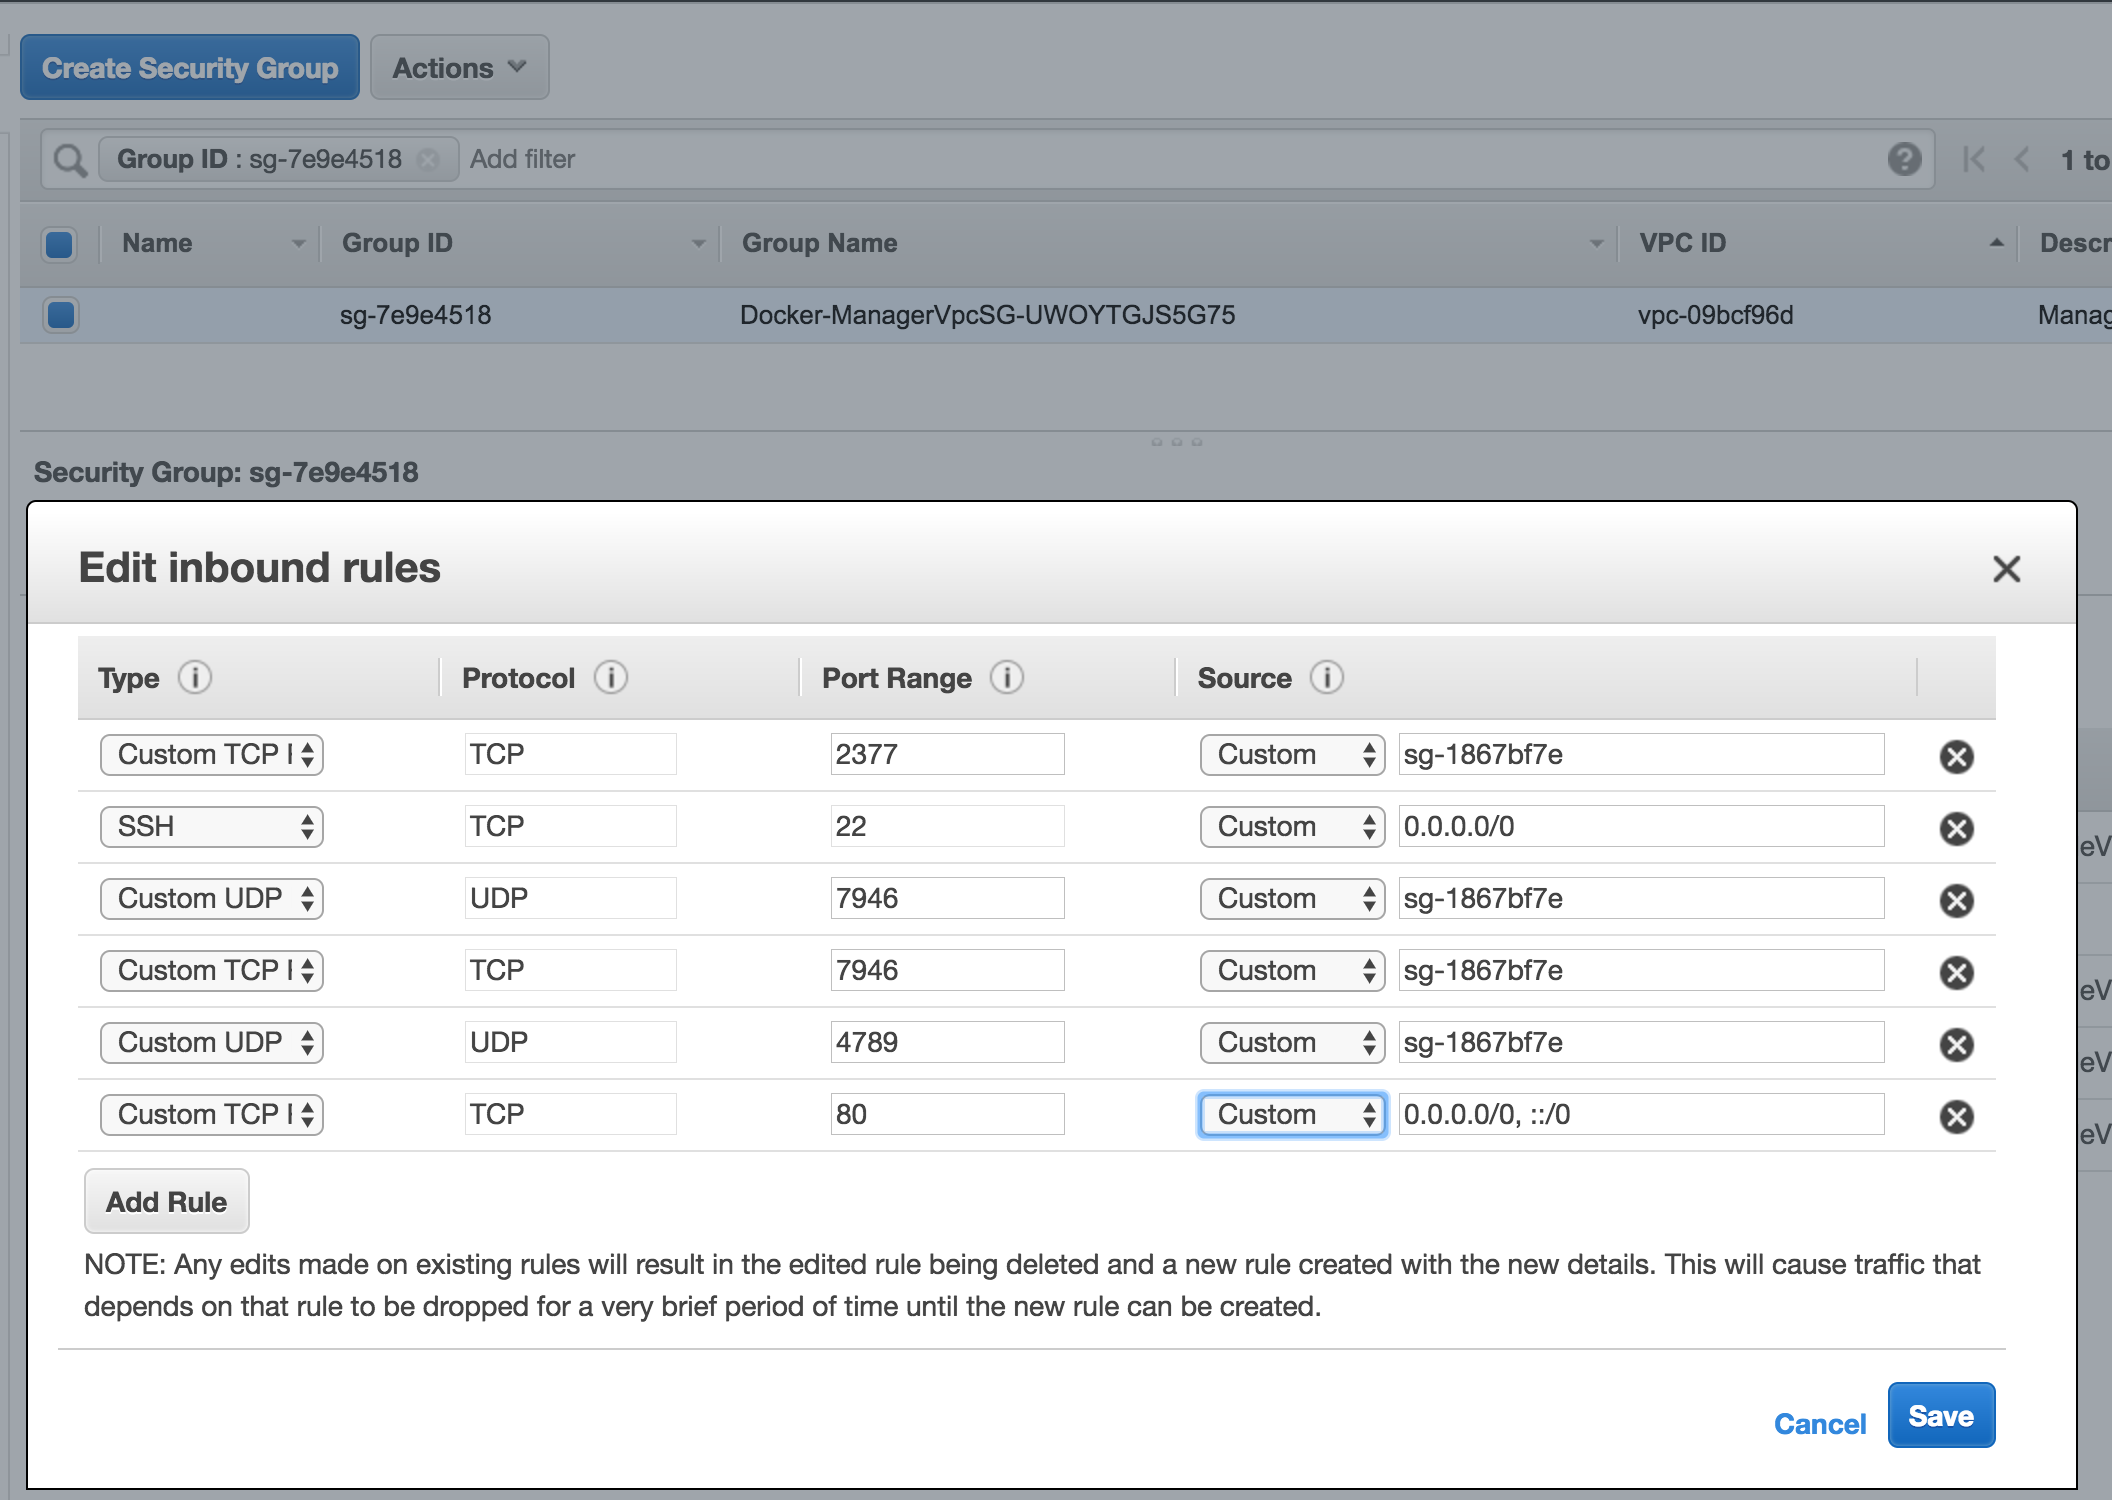 Create Security Group Actions
Group ID : sg-7e9e4518 Add filter 1 to
Name Group ID Group Name VPC ID Descr
sg-7e9e4518 Docker-ManagerVpcSG-UWOYTGJS5G75 vpc-09bcf96d Manag
Security Group: sg-7e9e4518
Edit inbound rules
Type Protocol Port Range Source
Custom TCP TCP 2377 Custom sg-1867bf7e
SSH TCP 22 Custom 0.0.0.0/0
eV
Custom UDP UDP 7946 Custom sg-1867bf7e
Custom TCP TCP 7946 Custom sg-1867bf7e
eV
Custom UDP UDP 4789 Custom sg-1867bf7e
eV
Custom TCP TCP 80 Custom 0.0.0.0/0, ::/0
eV
Add Rule
NOTE: Any edits made on existing rules will result in the edited rule being deleted and a new rule created with the new details. This will cause traffic that
depends on that rule to be dropped for a very brief period of time until the new rule can be created.
Cancel Save